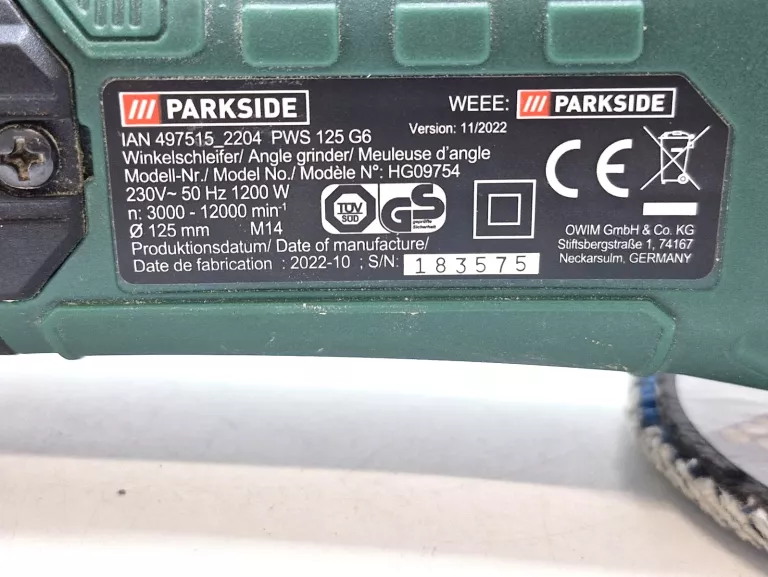 PARKSIDE
WEEE: PARKSIDE
IAN 497515_2204 PWS 125 G6
Version: 11/2022
Winkelschleifer/ Angle grinder/ Meuleuse d'angle
Modell-Nr./ Model No./ Modèle N°: HG09754
230V~ 50 Hz 1200 W
n: 3000 - 12000 min⁻¹
Ø 125 mm M14
TÜV
SÜD
GS
geprüfte
Sicherheit
CE
OWIM GmbH & Co. KG
Stiftsbergstraße 1, 74167
Neckarsulm, GERMANY
Produktionsdatum/ Date of manufacture/
Date de fabrication : 2022-10 ; S/N: 183575